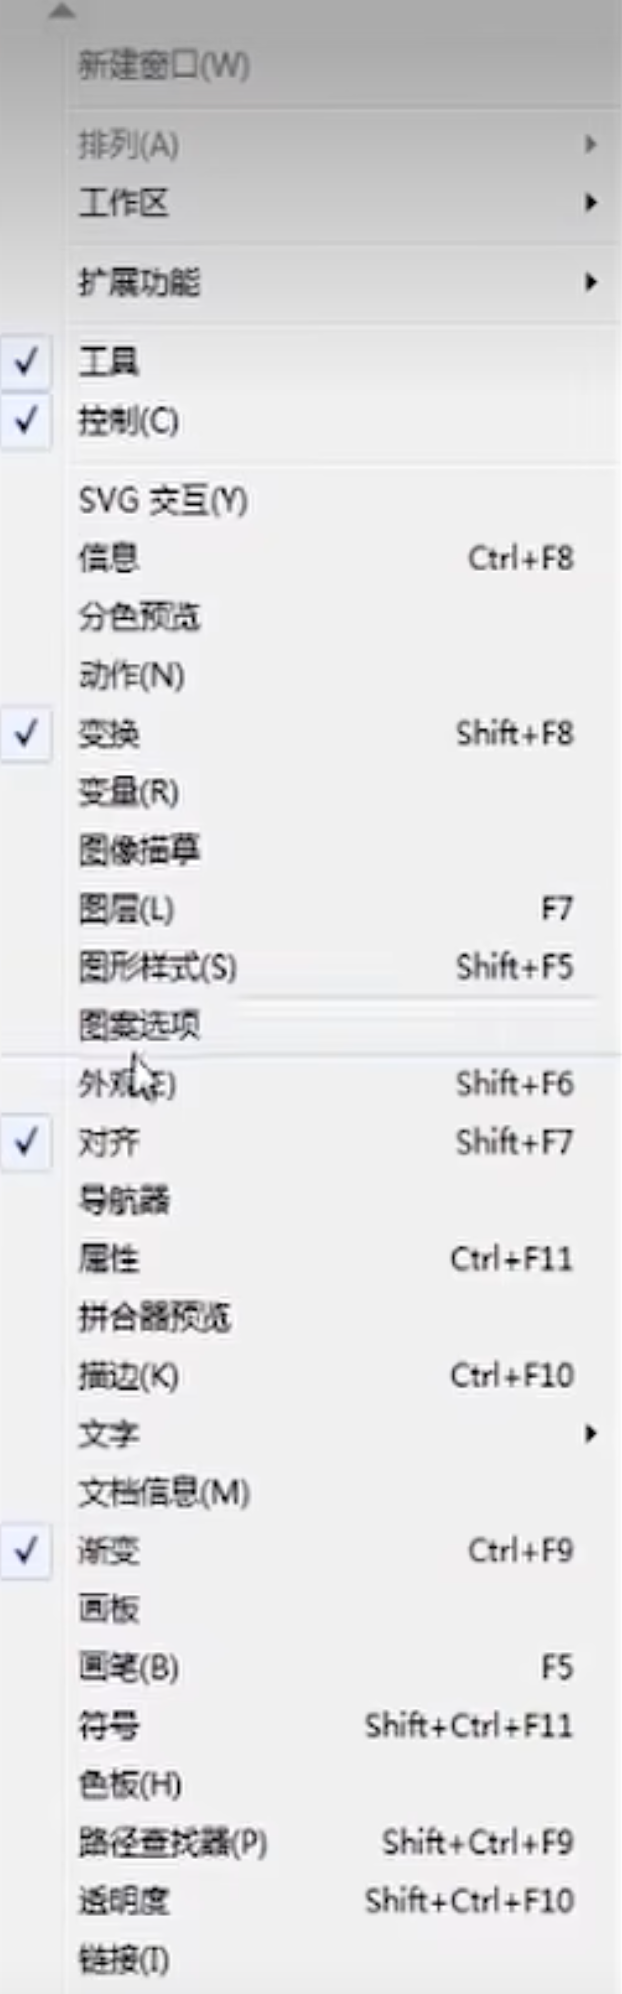 新建窗口(W)
排列(A)
工作区
扩展功能
工具
控制(C)
SVG 交互(Y)
信息 Ctrl+F8
分色预览
动作(N)
变换 Shift+F8
变量(R)
图像描摹
图层(L) F7
图形样式(S) Shift+F5
图案选项
外观(E) Shift+F6
对齐 Shift+F7
导航器
属性 Ctrl+F11
拼合器预览
描边(K) Ctrl+F10
文字
文档信息(M)
渐变 Ctrl+F9
画板
画笔(B) F5
符号 Shift+Ctrl+F11
色板(H)
路径查找器(P) Shift+Ctrl+F9
透明度 Shift+Ctrl+F10
链接(I)